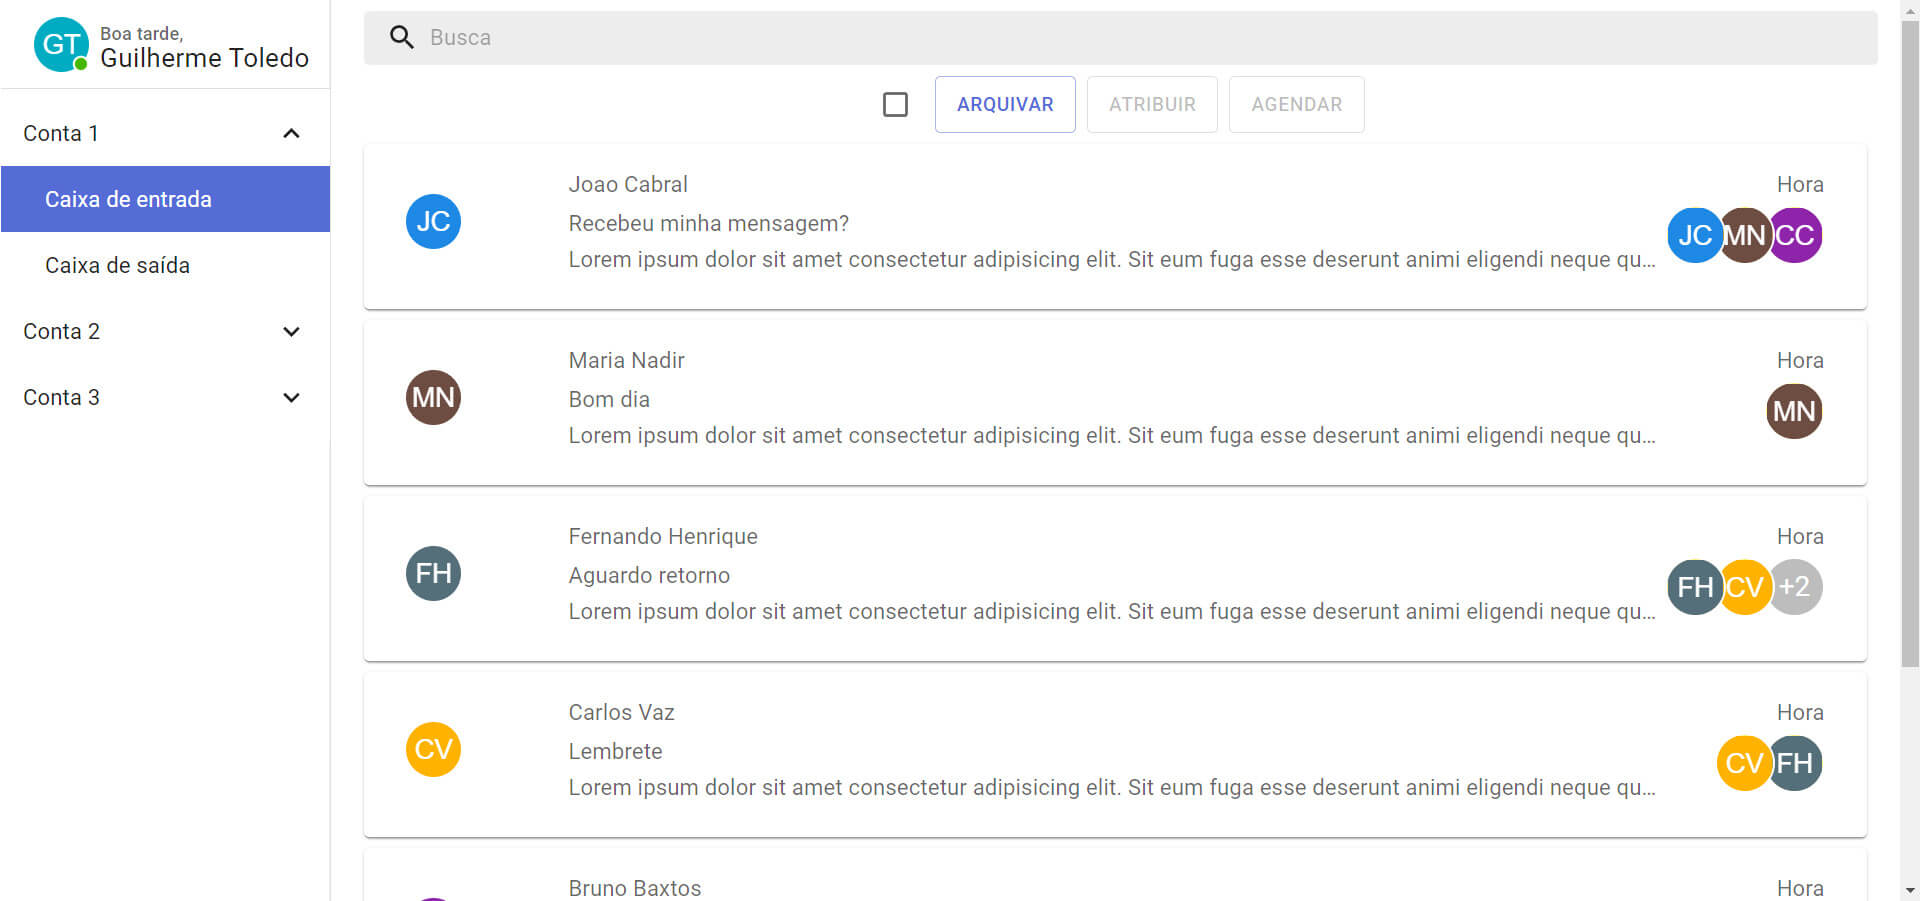 GT
Boa tarde,
Guilherme Toledo
Conta 1
Caixa de entrada
Caixa de saída
Conta 2
Conta 3
Busca
ARQUIVAR ATRIBUIR AGENDAR
JC
Joao Cabral
Recebeu minha mensagem?
Lorem ipsum dolor sit amet consectetur adipisicing elit. Sit eum fuga esse deserunt animi eligendi neque qu...
Hora
JC MN CC
MN
Maria Nadir
Bom dia
Lorem ipsum dolor sit amet consectetur adipisicing elit. Sit eum fuga esse deserunt animi eligendi neque qu...
Hora
MN
FH
Fernando Henrique
Aguardo retorno
Lorem ipsum dolor sit amet consectetur adipisicing elit. Sit eum fuga esse deserunt animi eligendi neque qu...
Hora
FH CV +2
CV
Carlos Vaz
Lembrete
Lorem ipsum dolor sit amet consectetur adipisicing elit. Sit eum fuga esse deserunt animi eligendi neque qu...
Hora
CV FH
Bruno Baxtos
Hora